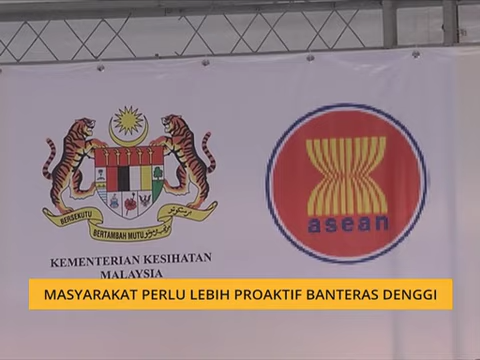 BERSEKUTU
BERTAMBAH MUTU
KEMENTERIAN KESIHATAN
MALAYSIA
asean
MASYARAKAT PERLU LEBIH PROAKTIF BANTERAS DENGGI